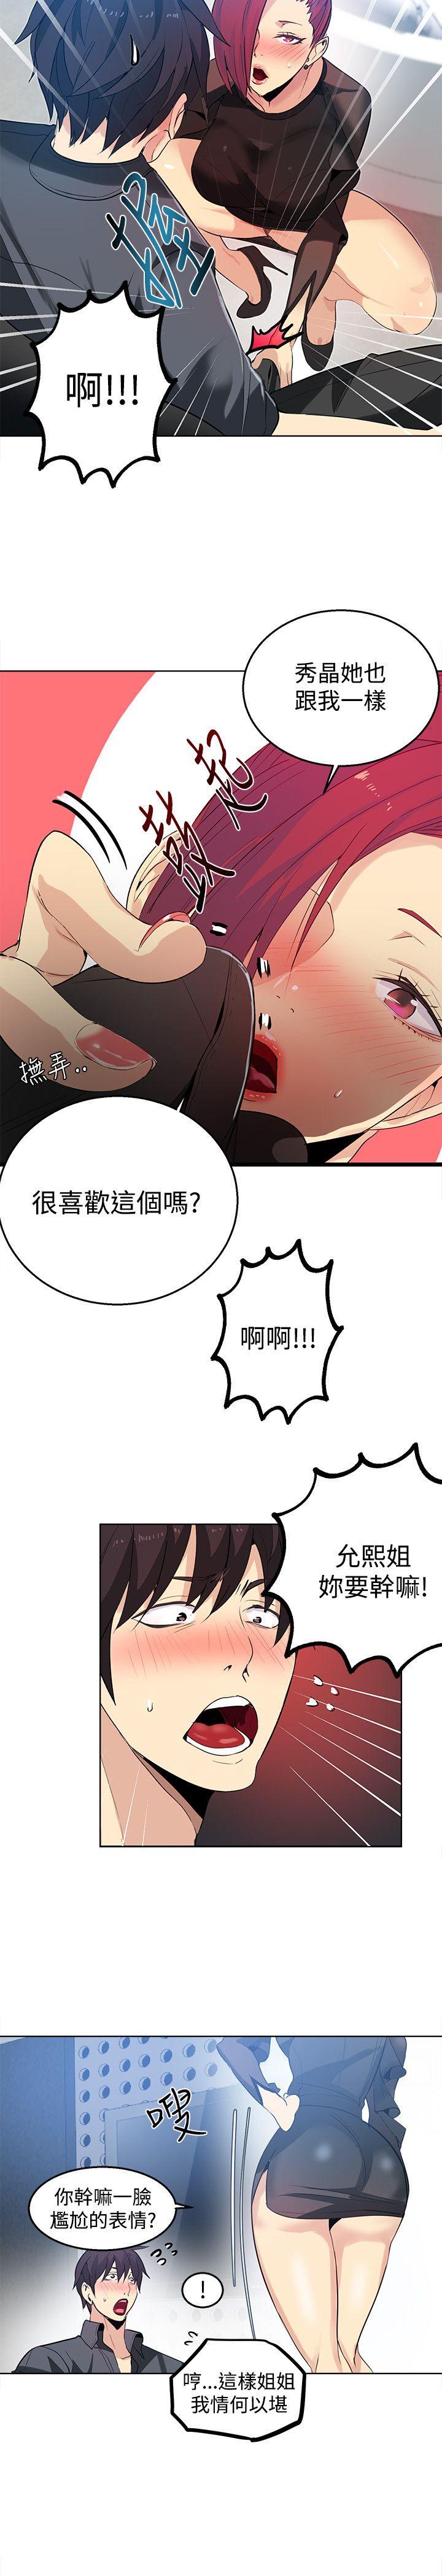 握
啊!!!
秀晶她也
跟我一樣
勃起
撫弄..
很喜歡這個嗎?
啊啊!!!
允熙姐
妳要幹嘛!
嗖
你幹嘛一臉
尷尬的表情?
!
哼...這樣姐姐
我情何以堪